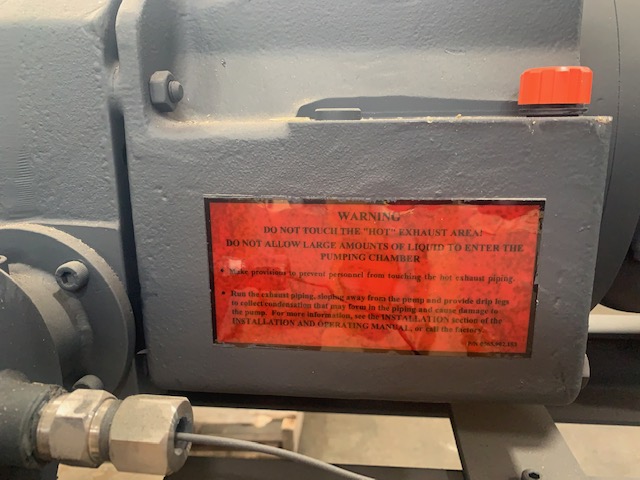 WARNING
DO NOT TOUCH THE "HOT" EXHAUST AREA!
DO NOT ALLOW LARGE AMOUNTS OF LIQUID TO ENTER THE
PUMPING CHAMBER
• Make provisions to prevent personnel from touching the hot exhaust piping.
• Run the exhaust piping, sloping away from the pump and provide drip legs
to collect condensation that may form in the piping and cause damage to
the pump. For more information, see the INSTALLATION section of the
INSTALLATION AND OPERATING MANUAL, or call the factory.
P/N